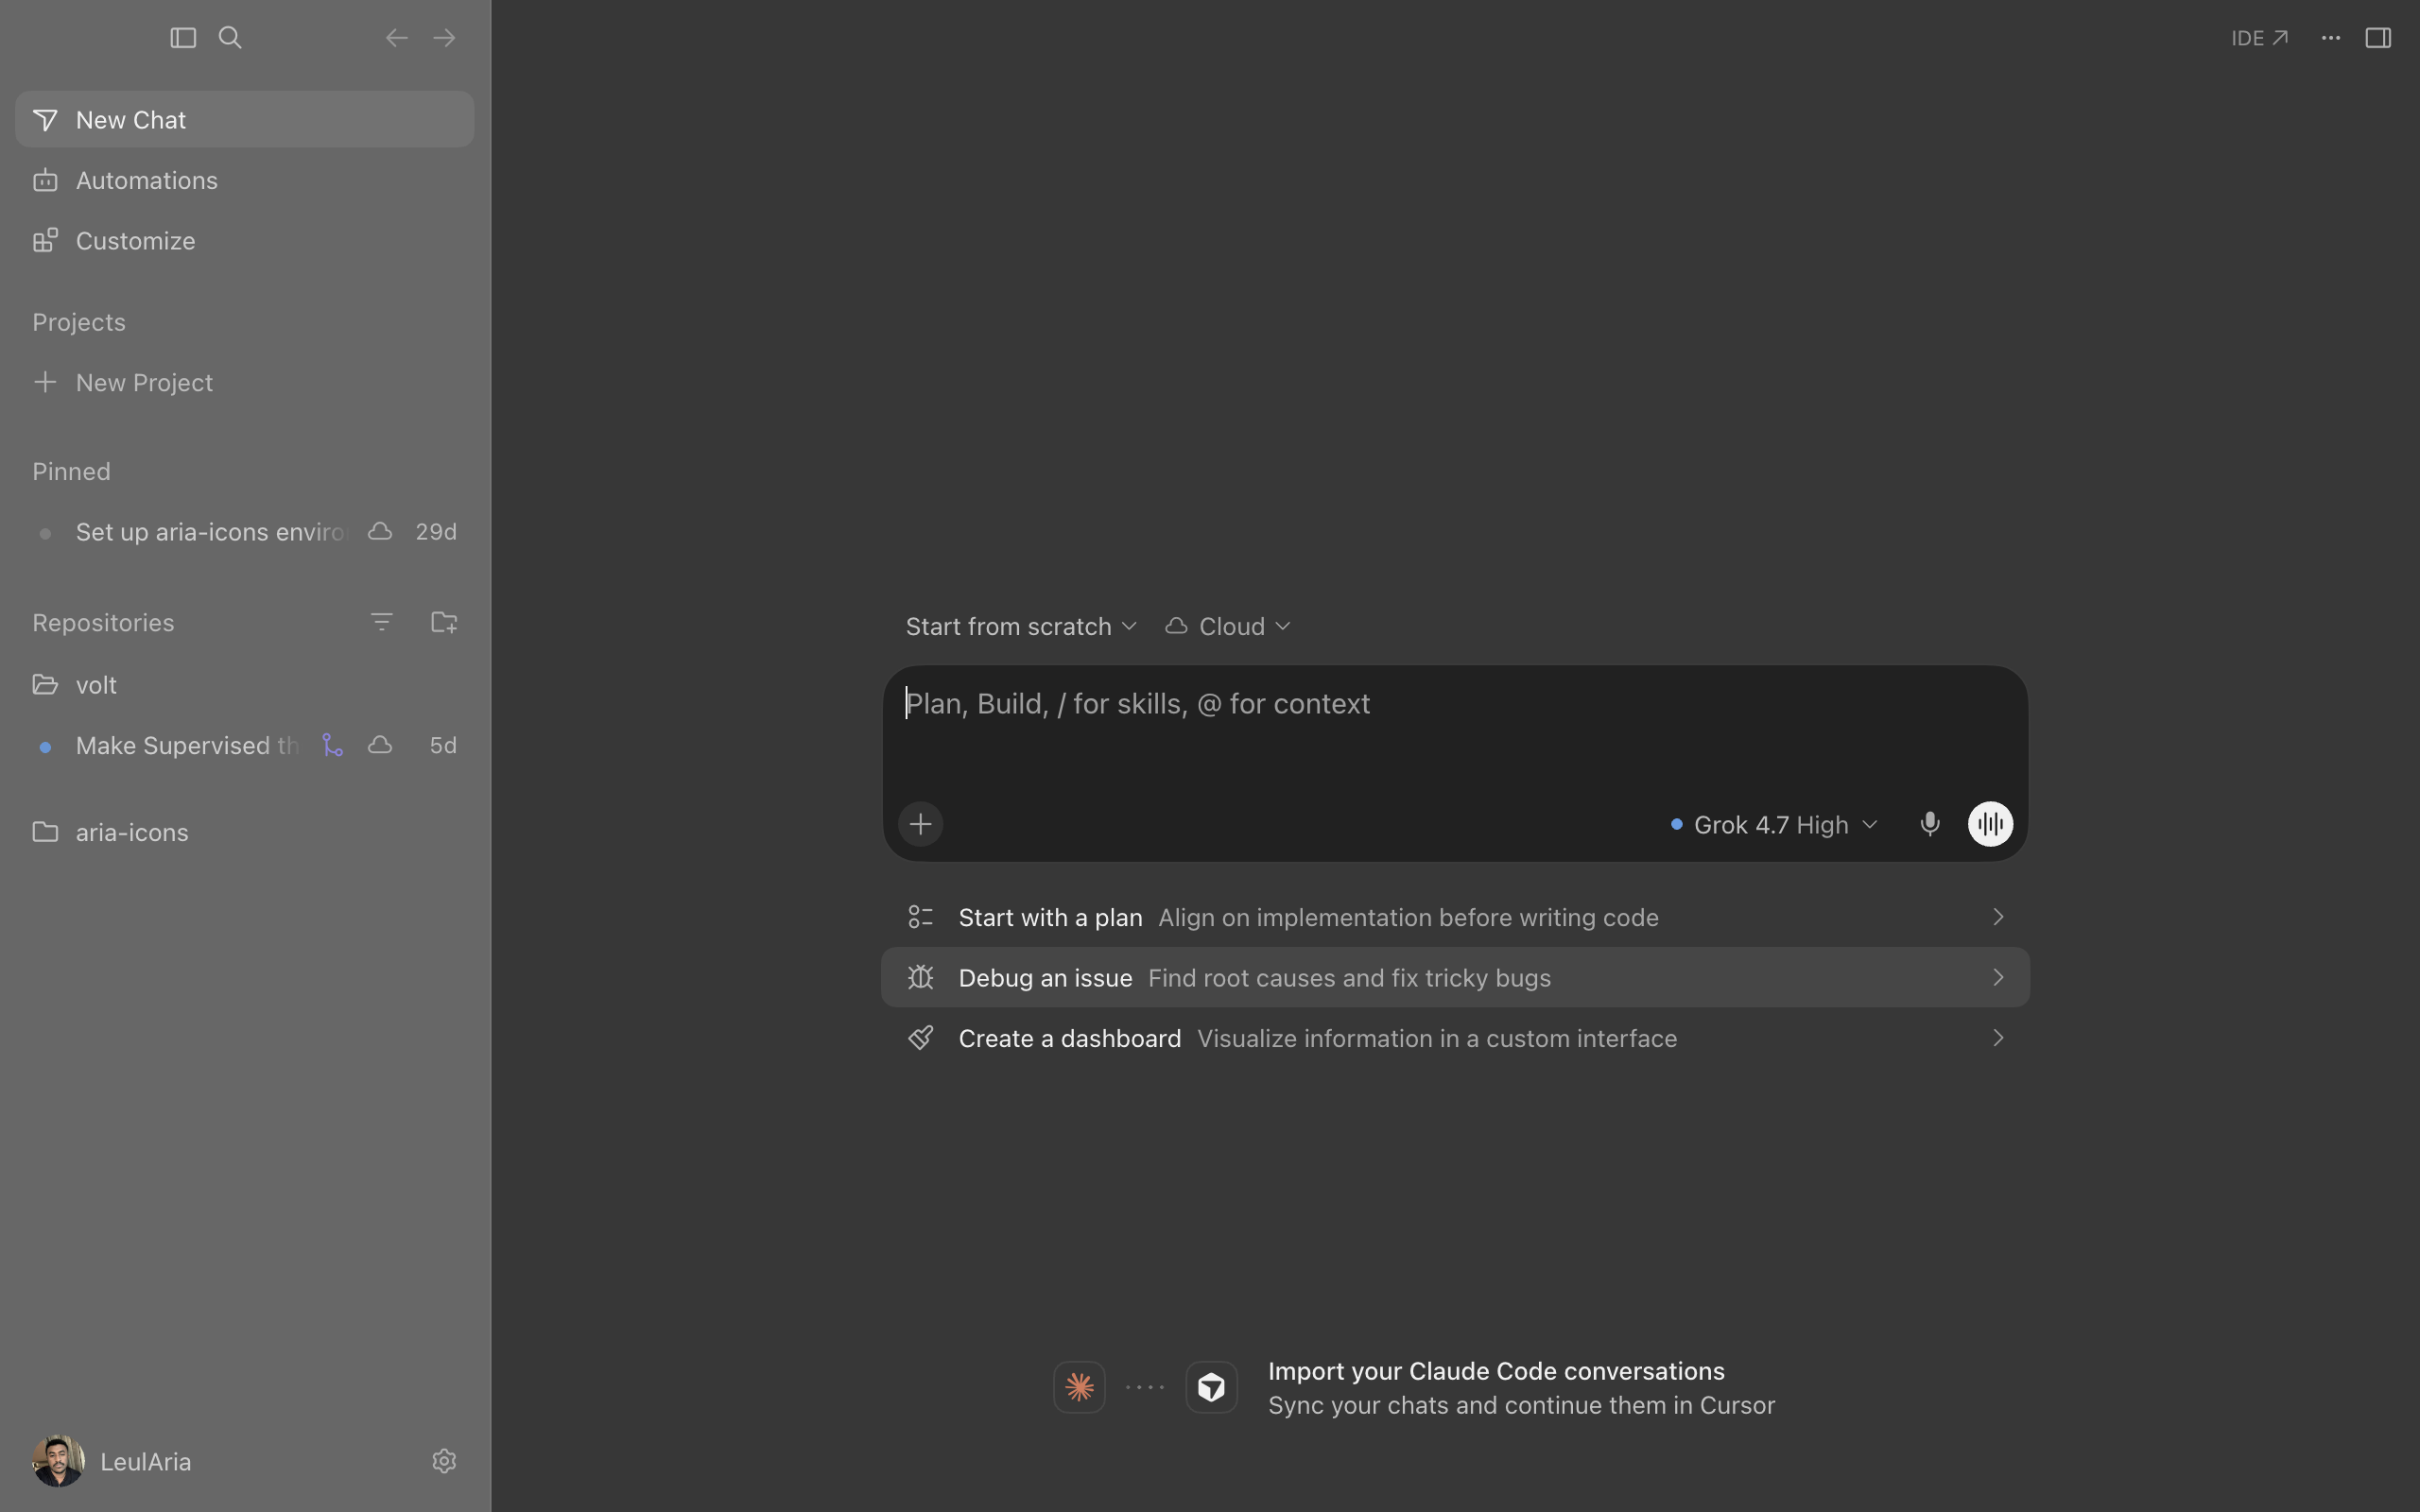 IDE
New Chat
Automations
Customize
Projects
New Project
Pinned
Set up aria-icons enviro 29d
Repositories
volt
Make Supervised th 5d
aria-icons
LeulAria
Start from scratch Cloud
Plan, Build, / for skills, @ for context
Grok 4.7 High
Start with a plan Align on implementation before writing code
Debug an issue Find root causes and fix tricky bugs
Create a dashboard Visualize information in a custom interface
Import your Claude Code conversations
Sync your chats and continue them in Cursor